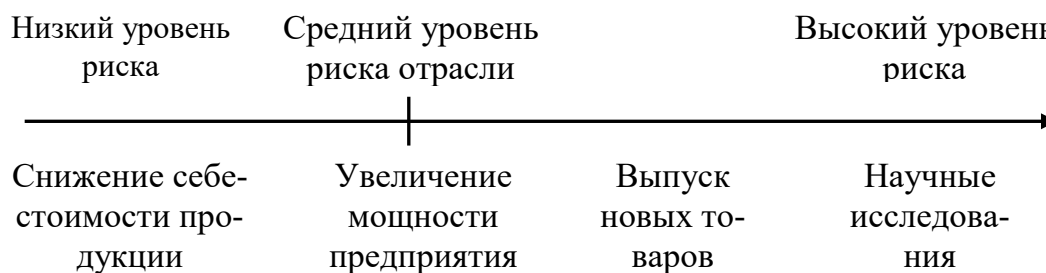 Низкий уровень
риска
Средний уровень
риска отрасли
Высокий уровень
риска
Снижение себе-
стоимости про-
дукции
Увеличение
мощности
предприятия
Выпуск
новых то-
варов
Научные
исследова-
ния